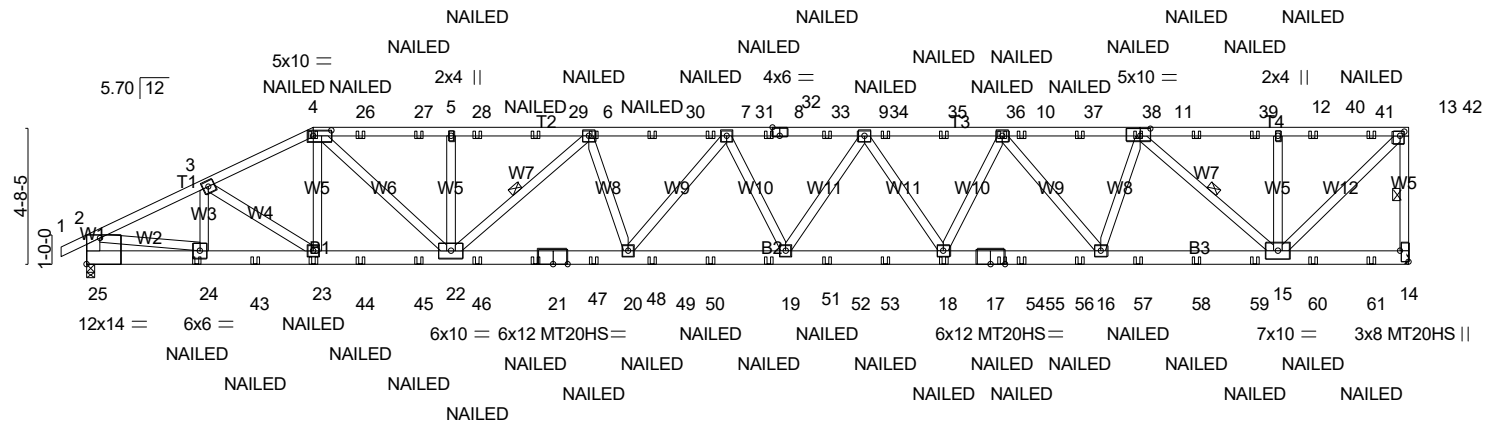 NAILED NAILED NAILED
NAILED NAILED NAILED NAILED
5x10 = NAILED NAILED
5.70 12 2x4 || NAILED NAILED 4x6 = 5x10 = 2x4 || NAILED
NAILED NAILED NAILED NAILED NAILED
4 26 27 5 28 NAILED 29 6 NAILED 30 7 31 8 32 33 9 34 35 36 10 37 38 11 39 12 40 41 13 42
T2 T3 T4
3
T1
W5 W6 W5 W7 W8 W9 W10 W11 W11 W10 W9 W8 W7 W5 W12 W5
4-8-5
W3 W4
1 2
W1 W2
1-0-0
B1 B2 B3
25 24 43 23 44 45 22 46 21 47 20 48 49 50 19 51 52 53 18 17 54 55 56 16 57 58 59 15 60 61 14
12x14 = 6x6 = NAILED 6x10 = 6x12 MT20HS= NAILED NAILED 6x12 MT20HS= NAILED 7x10 = 3x8 MT20HS ||
NAILED NAILED NAILED NAILED NAILED NAILED NAILED NAILED
NAILED NAILED NAILED NAILED NAILED NAILED NAILED
NAILED